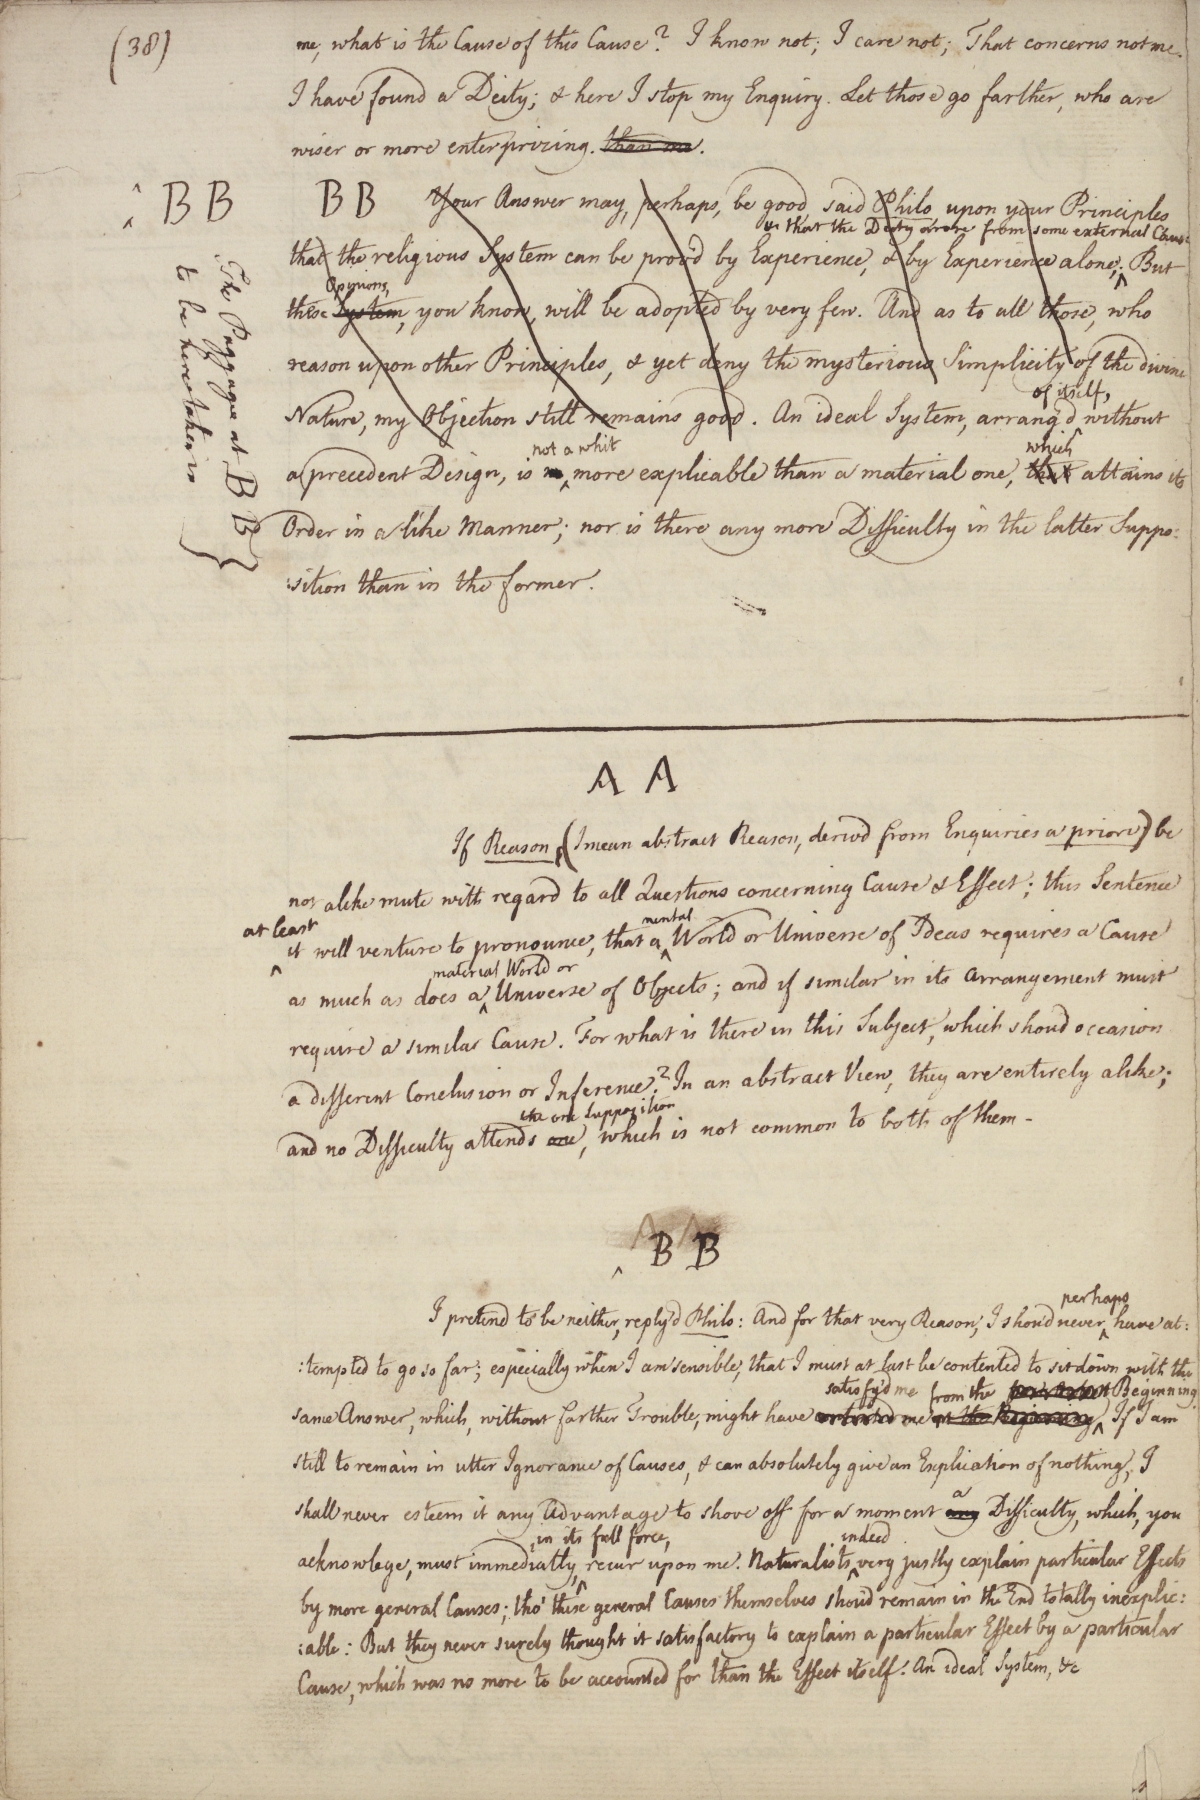 (38)
me, what is the Cause of this Cause? I know not; I care not; That concerns not me.
I have found a Deity; & here I stop my Enquiry. Let those go farther, who are
wiser or more enterprizing. than me.
BB
The Passage at BB
to be here taken in
BB Your Answer may, perhaps, be good, said Philo, upon your Principles
or that the Deity arose from some external Cause
that the religious System can be prov'd by Experience, & by Experience alone; But
Opinions,
these System, you know, will be adopted by very few. And as to all those, who
reason upon other Principles, & yet deny the mysterious Simplicity of the divine
of itself,
Nature, my Objection still remains good. An ideal System, arrang'd without
not a whit which
a precedent Design, is no more explicable than a material one, that attains its
Order in a like Manner; nor is there any more Difficulty in the latter Suppo:
:sition than in the former.
AA
If Reason (I mean abstract Reason, deriv'd from Enquiries a priori) be
not alike mute with regard to all Questions concerning Cause & Effect; this Sentence
at least mental
it will venture to pronounce, that a World or Universe of Ideas requires a Cause
material World or
as much as does a Universe of Objects; and if similar in its Arrangement must
require a similar Cause. For what is there in this Subject, which shoud occasion
a different Conclusion or Inference? In an abstract View, they are entirely alike;
the one Supposition
and no Difficulty attends one, which is not common to both of them-
AA
BB
perhaps
I pretend to be neither, reply'd Philo: And for that very Reason, I shoud never have at:
:tempted to go so far; especially when I am sensible, that I must at last be contented to sit down with the
satisfy'd me from the Beginning.
same Answer, which, without farther Trouble, might have contented me at the Beginning If I am
still to remain in utter Ignorance of Causes, & can absolutely give an Explication of nothing, I
a
shall never esteem it any Advantage to shove off for a moment any Difficulty, which, you
in its full force, indeed
acknowlege, must immediatly, recur upon me. Naturalists very justly explain particular Effects
by more general Causes; tho' these general Causes themselves shoud remain in the End totally inexplic:
:able: But they never surely thought it satisfactory to explain a particular Effect by a particular
Cause, which was no more to be accounted for than the Effect itself. An ideal System, &c